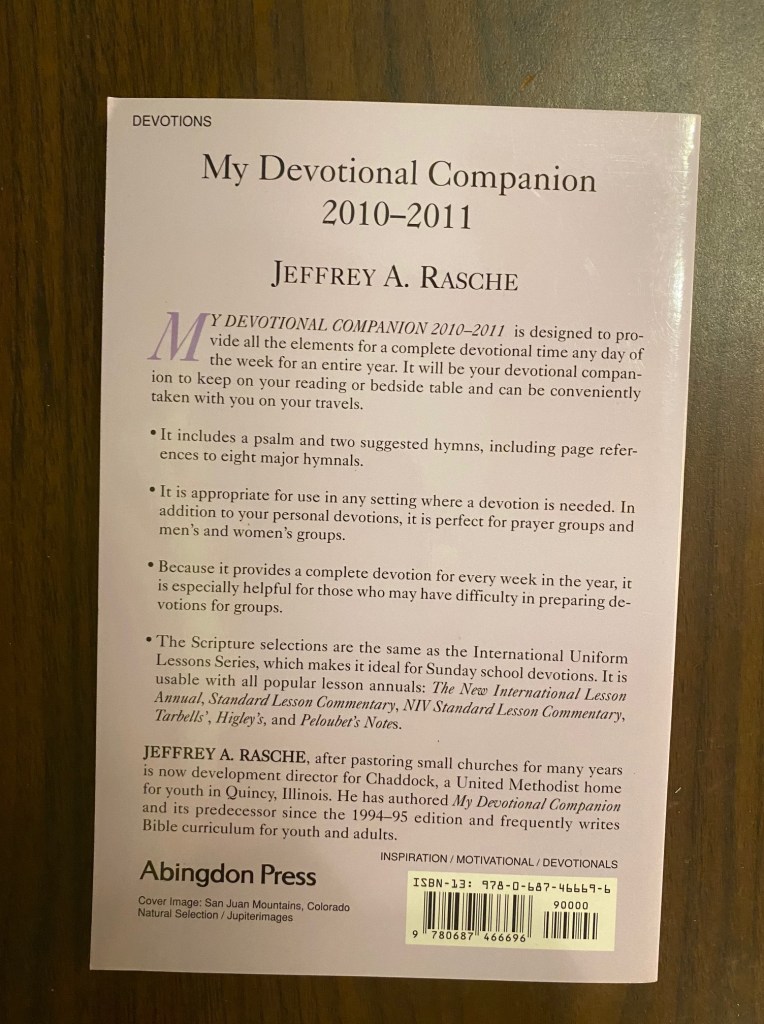 DEVOTIONS
My Devotional Companion
2010–2011
JEFFREY A. RASCHE
MY DEVOTIONAL COMPANION 2010–2011 is designed to pro-
vide all the elements for a complete devotional time any day of
the week for an entire year. It will be your devotional compan-
ion to keep on your reading or bedside table and can be conveniently
taken with you on your travels.
• It includes a psalm and two suggested hymns, including page refer-
ences to eight major hymnals.
• It is appropriate for use in any setting where a devotion is needed. In
addition to your personal devotions, it is perfect for prayer groups and
men's and women's groups.
• Because it provides a complete devotion for every week in the year, it
is especially helpful for those who may have difficulty in preparing de-
votions for groups.
• The Scripture selections are the same as the International Uniform
Lessons Series, which makes it ideal for Sunday school devotions. It is
usable with all popular lesson annuals: The New International Lesson
Annual, Standard Lesson Commentary, NIV Standard Lesson Commentary,
Tarbells', Higley's, and Peloubet's Notes.
JEFFREY A. RASCHE, after pastoring small churches for many years
is now development director for Chaddock, a United Methodist home
for youth in Quincy, Illinois. He has authored My Devotional Companion
and its predecessor since the 1994–95 edition and frequently writes
Bible curriculum for youth and adults.
INSPIRATION / MOTIVATIONAL / DEVOTIONALS
Abingdon Press
Cover Image: San Juan Mountains, Colorado
Natural Selection / Jupiterimages
ISBN-13: 978-0-687-46669-6
90000
9 780687 466696